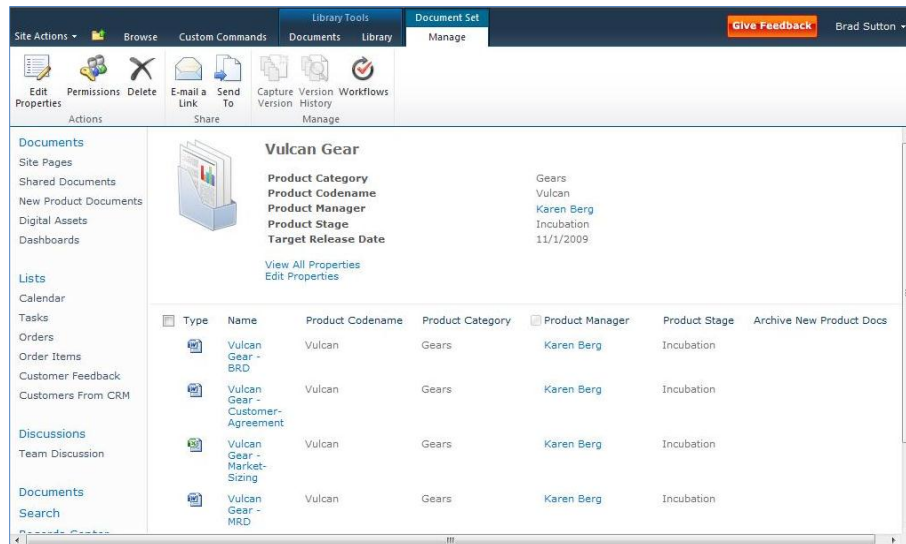 Library Tools
Document Set
Site Actions
Browse
Custom Commands
Documents
Library
Manage
Give Feedback
Brad Sutton
Edit Properties
Permissions
Delete
E-mail a Link
Send To
Capture Version
Version History
Workflows
Actions
Share
Manage
Documents
Site Pages
Shared Documents
New Product Documents
Digital Assets
Dashboards
Lists
Calendar
Tasks
Orders
Order Items
Customer Feedback
Customers From CRM
Discussions
Team Discussion
Documents
Search
Vulcan Gear
Product Category Gears
Product Codename Vulcan
Product Manager Karen Berg
Product Stage Incubation
Target Release Date 11/1/2009
View All Properties
Edit Properties
Type Name Product Codename Product Category Product Manager Product Stage Archive New Product Docs
Vulcan Gear - BRD Vulcan Gears Karen Berg Incubation
Vulcan Gear - Customer-Agreement Vulcan Gears Karen Berg Incubation
Vulcan Gear - Market-Sizing Vulcan Gears Karen Berg Incubation
Vulcan Gear - MRD Vulcan Gears Karen Berg Incubation